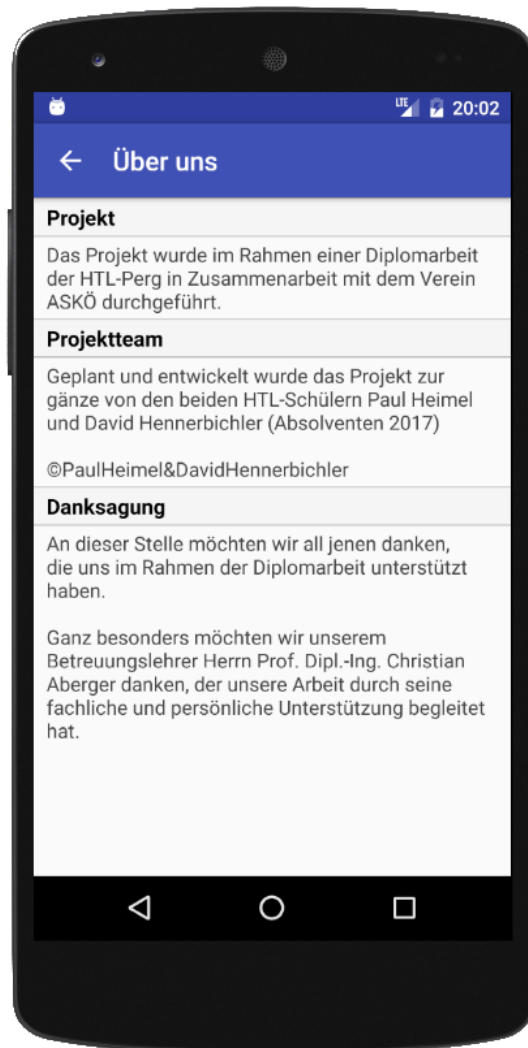 LTE 20:02
Über uns
Projekt
Das Projekt wurde im Rahmen einer Diplomarbeit
der HTL-Perg in Zusammenarbeit mit dem Verein
ASKÖ durchgeführt.
Projektteam
Geplant und entwickelt wurde das Projekt zur
gänze von den beiden HTL-Schülern Paul Heimel
und David Hennerbichler (Absolventen 2017)
©PaulHeimel&DavidHennerbichler
Danksagung
An dieser Stelle möchten wir all jenen danken,
die uns im Rahmen der Diplomarbeit unterstützt
haben.
Ganz besonders möchten wir unserem
Betreuungslehrer Herrn Prof. Dipl.-Ing. Christian
Aberger danken, der unsere Arbeit durch seine
fachliche und persönliche Unterstützung begleitet
hat.